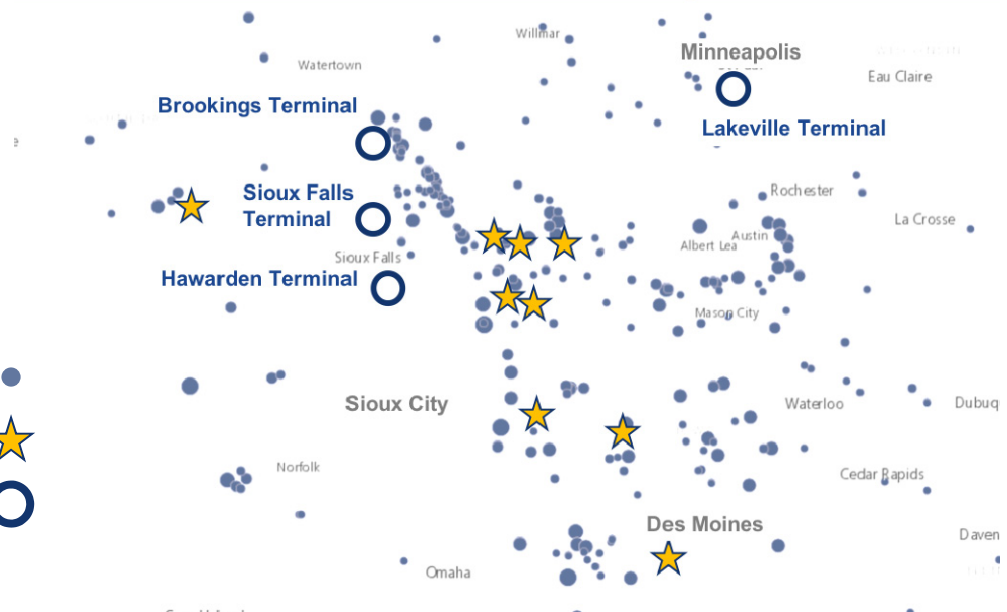 Willmar
Minneapolis
Watertown
Eau Claire
Brookings Terminal
Lakeville Terminal
Rochester
Sioux Falls
Terminal
La Crosse
Austin
Albert Lea
Sioux Falls
Hawarden Terminal
Mason City
Sioux City
Waterloo
Dubuq
Norfolk
Cedar Rapids
Des Moines
Daven
Omaha